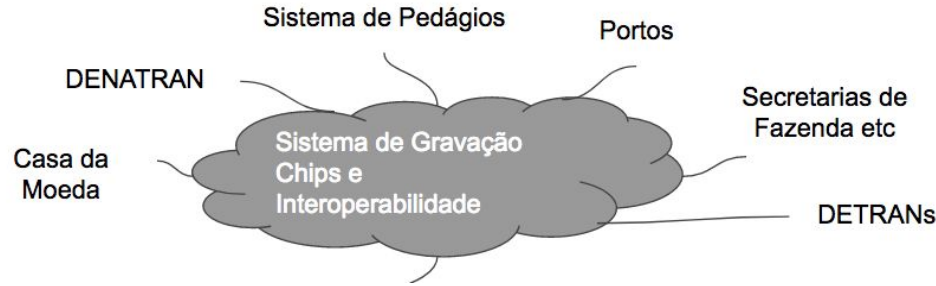 Sistema de Pedágios
Portos
DENATRAN
Secretarias de
Fazenda etc
Sistema de Gravação
Chips e
Interoperabilidade
Casa da
Moeda
DETRANs